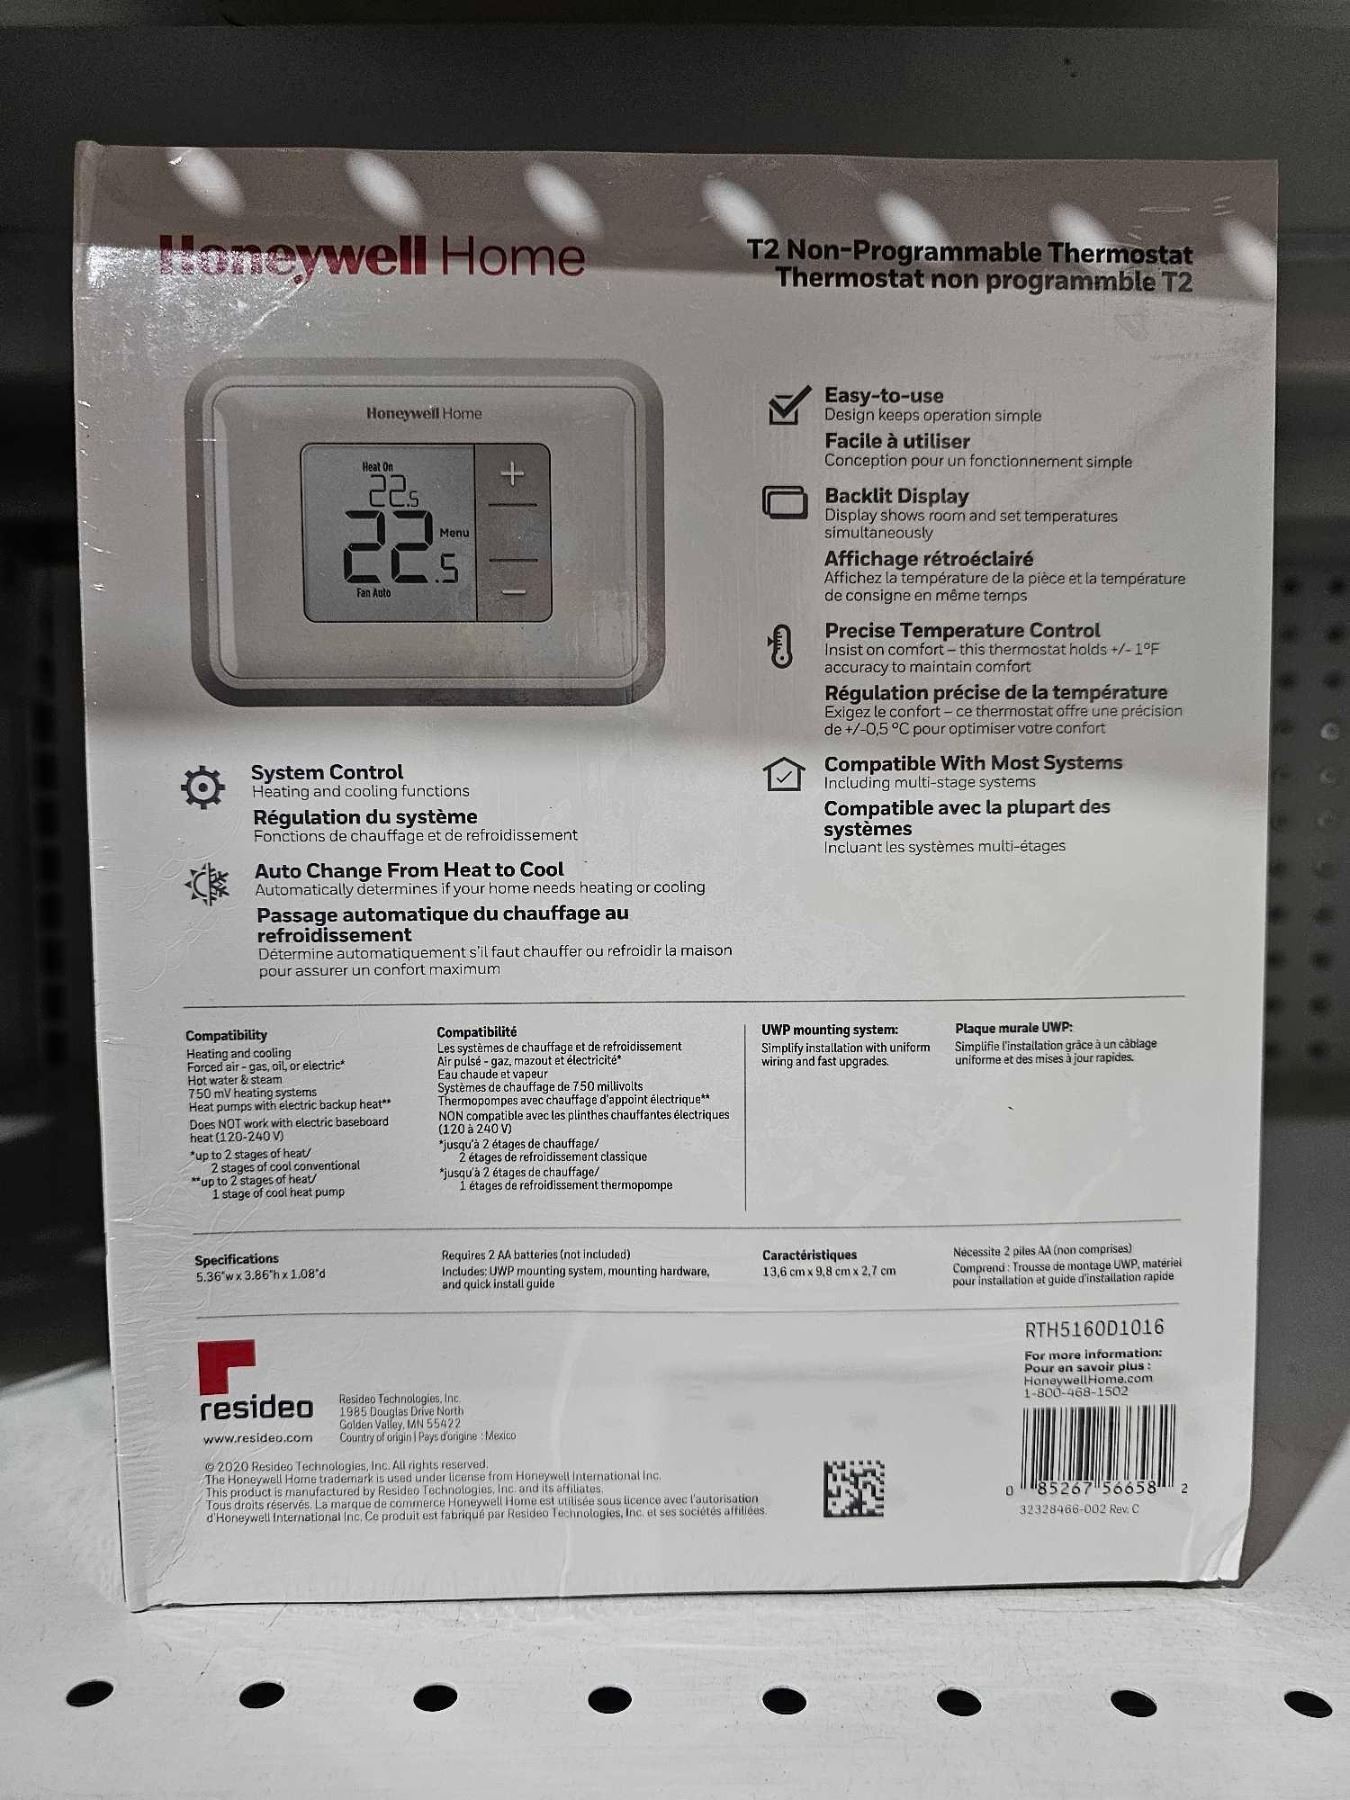 Honeywell Home
T2 Non-Programmable Thermostat
Thermostat non programmble T2
Honeywell Home
Heat On
22.5
22.5
Menu
Fan Auto
+
−
Easy-to-use
Design keeps operation simple
Facile à utiliser
Conception pour un fonctionnement simple
Backlit Display
Display shows room and set temperatures
simultaneously
Affichage rétroéclairé
Affichez la température de la pièce et la température
de consigne en même temps
Precise Temperature Control
Insist on comfort – this thermostat holds +/- 1°F
accuracy to maintain comfort
Régulation précise de la température
Exigez le confort – ce thermostat offre une précision
de +/-0,5 °C pour optimiser votre confort
Compatible With Most Systems
Including multi-stage systems
Compatible avec la plupart des
systèmes
Incluant les systèmes multi-étages
System Control
Heating and cooling functions
Régulation du système
Fonctions de chauffage et de refroidissement
Auto Change From Heat to Cool
Automatically determines if your home needs heating or cooling
Passage automatique du chauffage au
refroidissement
Détermine automatiquement s'il faut chauffer ou refroidir la maison
pour assurer un confort maximum
Compatibility
Heating and cooling
Forced air - gas, oil, or electric*
Hot water & steam
750 mV heating systems
Heat pumps with electric backup heat**
Does NOT work with electric baseboard
heat (120-240 V)
*up to 2 stages of heat/
2 stages of cool conventional
**up to 2 stages of heat/
1 stage of cool heat pump
Compatibilité
Les systèmes de chauffage et de refroidissement
Air pulsé - gaz, mazout et électricité*
Eau chaude et vapeur
Systèmes de chauffage de 750 millivolts
Thermopompes avec chauffage d'appoint électrique**
NON compatible avec les plinthes chauffantes électriques
(120 à 240 V)
*jusqu'à 2 étages de chauffage/
2 étages de refroidissement classique
*jusqu'à 2 étages de chauffage/
1 étages de refroidissement thermopompe
UWP mounting system:
Simplify installation with uniform
wiring and fast upgrades.
Plaque murale UWP:
Simplifie l'installation grâce à un câblage
uniforme et des mises à jour rapides.
Specifications
5.36"w x 3.86"h x 1.08"d
Requires 2 AA batteries (not included)
Includes: UWP mounting system, mounting hardware,
and quick install guide
Caractéristiques
13,6 cm x 9,8 cm x 2,7 cm
Nécessite 2 piles AA (non comprises)
Comprend : Trousse de montage UWP, matériel
pour installation et guide d'installation rapide
resideo
www.resideo.com
Resideo Technologies, Inc.
1985 Douglas Drive North
Golden Valley, MN 55422
Country of origin | Pays d'origine : Mexico
© 2020 Resideo Technologies, Inc. All rights reserved.
The Honeywell Home trademark is used under license from Honeywell International Inc.
This product is manufactured by Resideo Technologies, Inc. and its affiliates.
Tous droits réservés. La marque de commerce Honeywell Home est utilisée sous licence avec l'autorisation
d'Honeywell International Inc. Ce produit est fabriqué par Resideo Technologies, Inc. et ses sociétés affiliées.
RTH5160D1016
For more information:
Pour en savoir plus :
HoneywellHome.com
1-800-468-1502
0 85267 56658 2
32328466-002 Rev. C